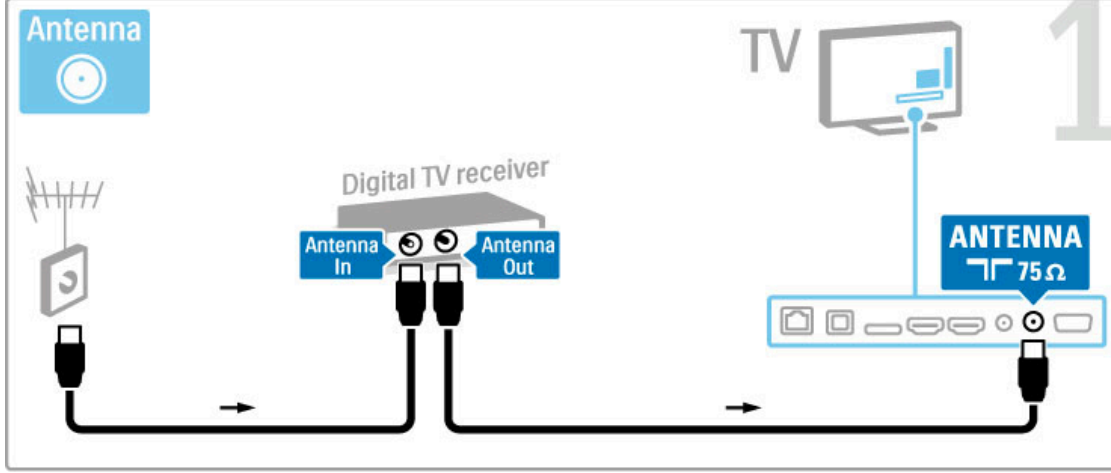 Antenna
TV
1
Digital TV receiver
Antenna
In
Antenna
Out
ANTENNA
75 Ω